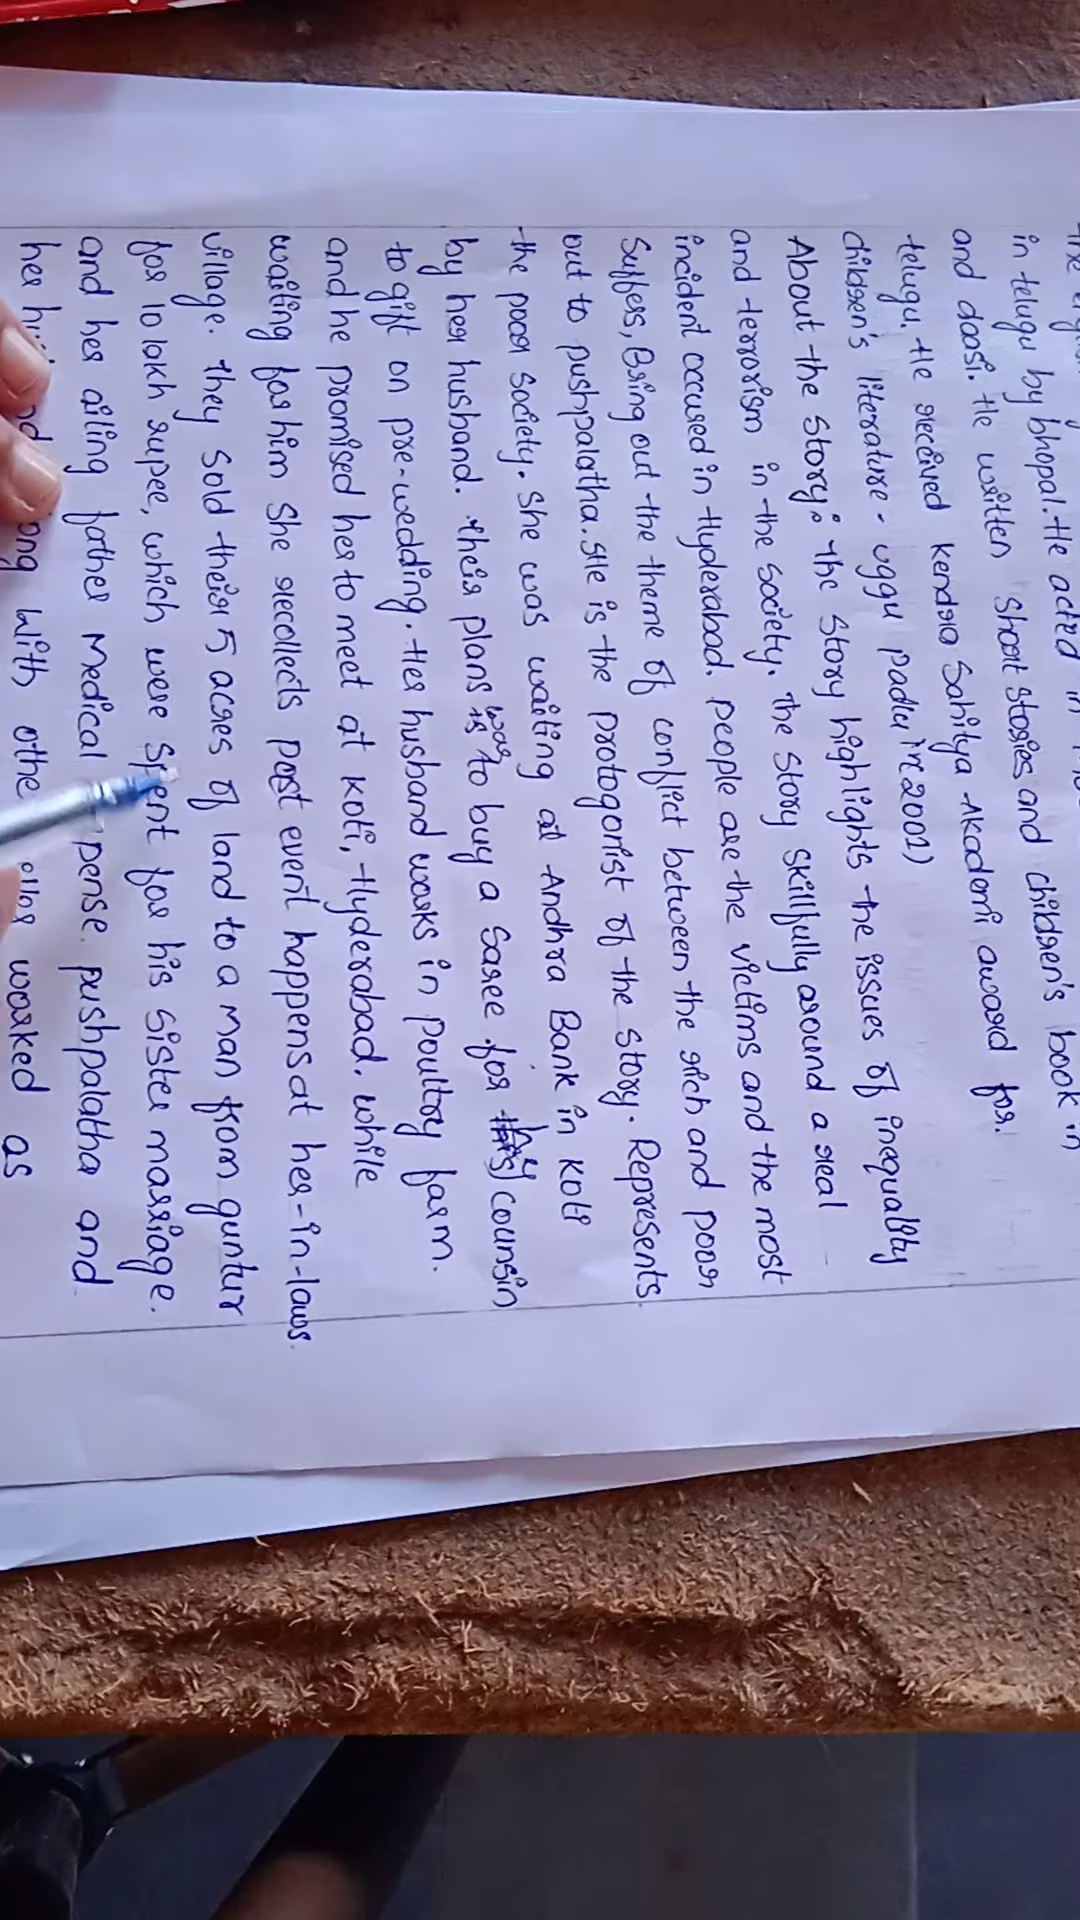 in telugu by bhopal. He acted in
and daasi. He written Short stories and children's book in
telugu. He received kendra Sahitya Akademi award for.
children's literature - uggu padu in 2002)
About the story: the story highlights the issues of inequality
and terrorism in the society. the story skillfully around a real
incident occured in Hyderabad. people are the victims and the most
Suffer, Bring out the theme of conflict between the rich and poor
out to pushpalatha. He is the protogonist of the story. Represents
the poor society. She was waiting at Andhra Bank in koti
by her husband. their plans was to buy a Saree for her counsin
to gift on pre-wedding. Her husband works in poultry farm.
and he promised her to meet at koti, Hyderabad. while
waiting for him she recollects past event happens at her-in-laws.
village. they sold their 5 acres of land to a man from guntur
for 10 lakh rupee, which were spent for his sister marriage.
and her ailing father Medical pense. pushpalatha and
her with othe worked as